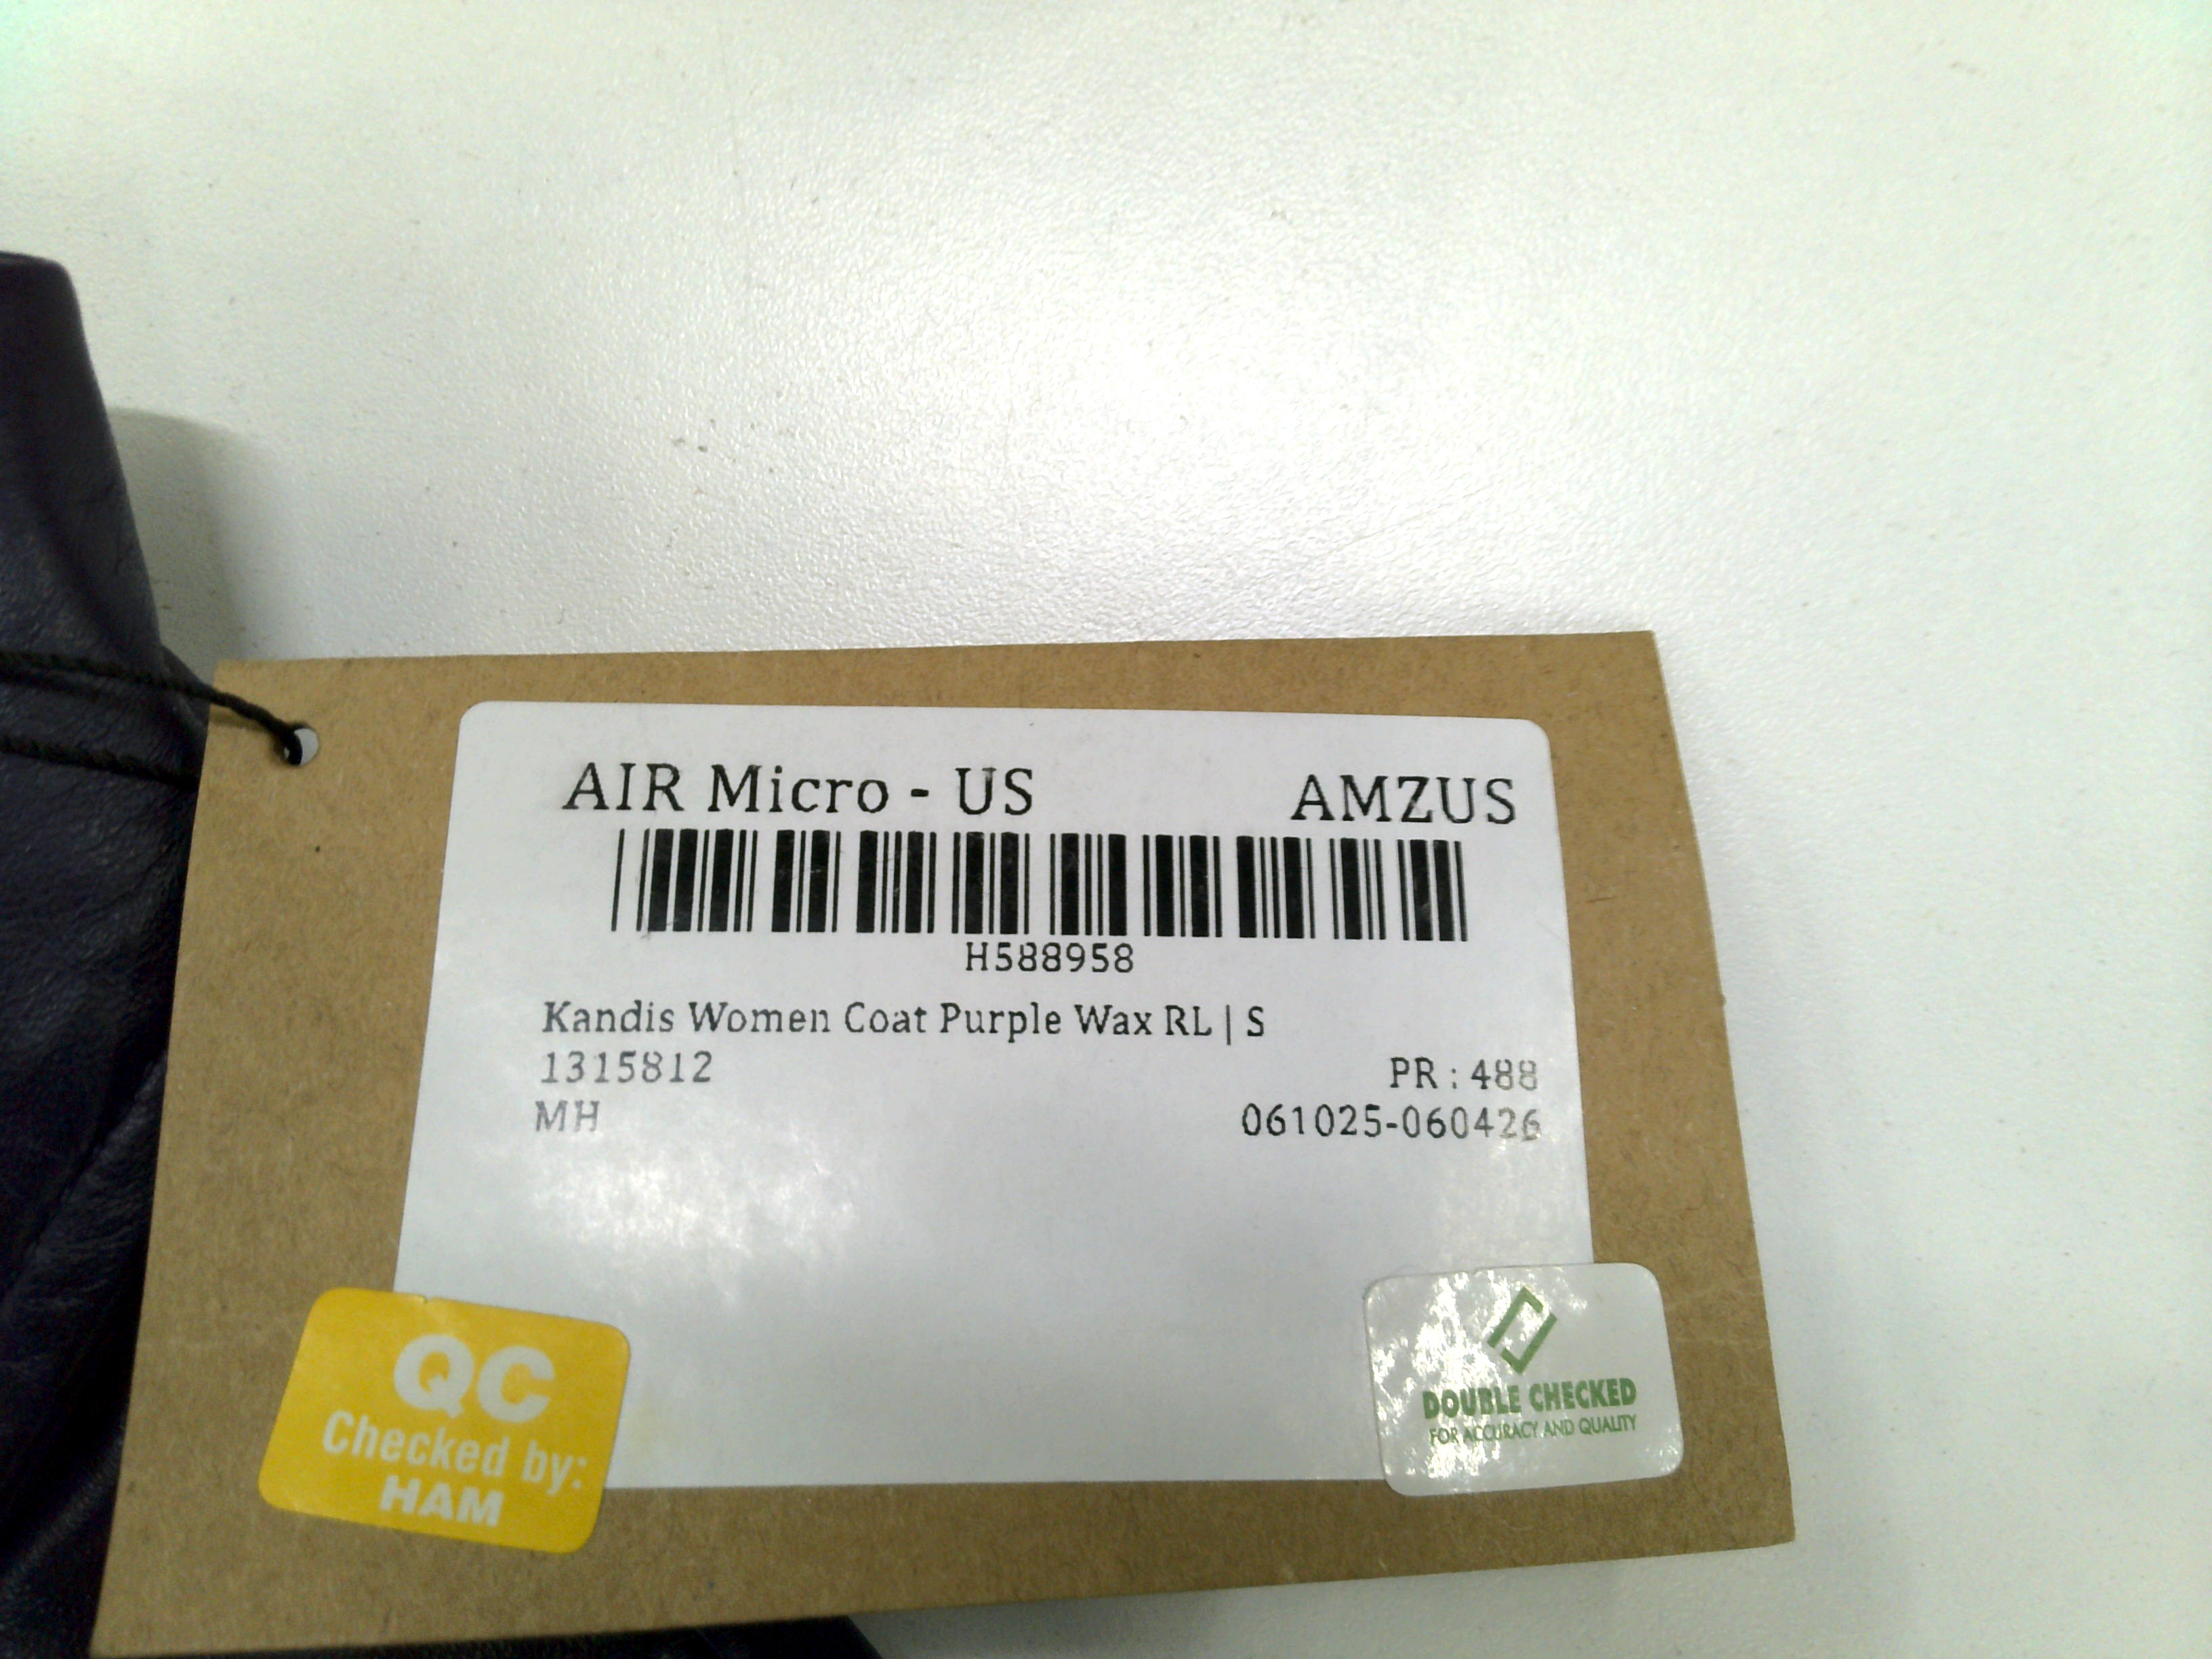 AIR Micro - US AMZUS
H588958
Kandis Women Coat Purple Wax RL | S
1315812 PR : 488
MH 061025-060426
QC
Checked by:
HAM
DOUBLE CHECKED
FOR ACCURACY AND QUALITY